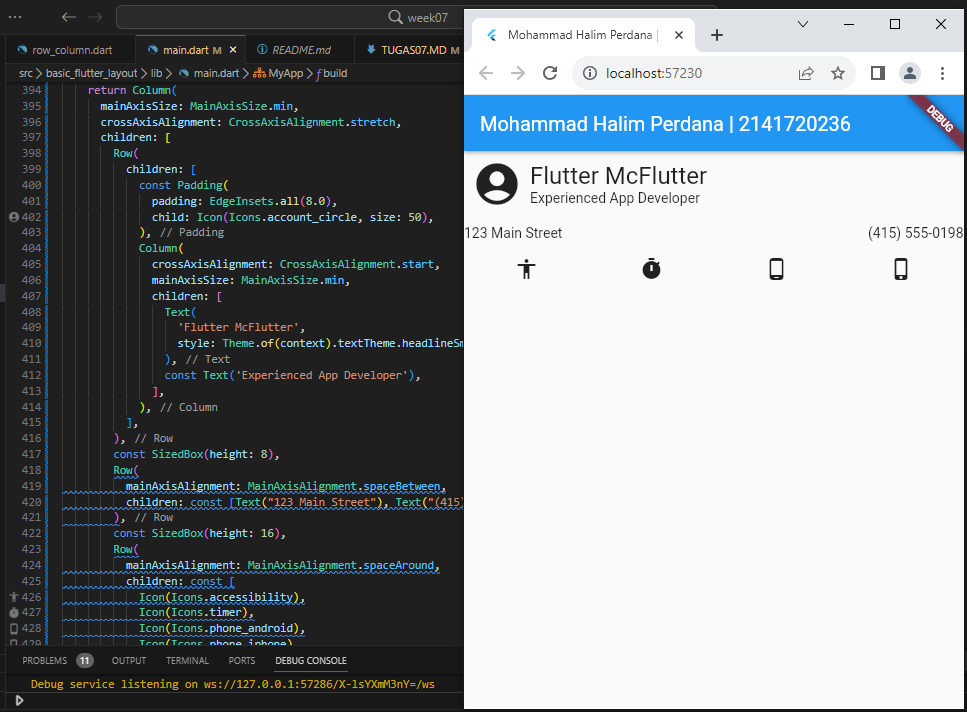 week07
row_column.dart
main.dart M
README.md
TUGAS07.MD M
src > basic_flutter_layout > lib > main.dart > MyApp > build
394 return Column(
395 mainAxisSize: MainAxisSize.min,
396 crossAxisAlignment: CrossAxisAlignment.stretch,
397 children: [
398 Row(
399 children: [
400 const Padding(
401 padding: EdgeInsets.all(8.0),
402 child: Icon(Icons.account_circle, size: 50),
403 ), // Padding
404 Column(
405 crossAxisAlignment: CrossAxisAlignment.start,
406 mainAxisSize: MainAxisSize.min,
407 children: [
408 Text(
409 'Flutter McFlutter',
410 style: Theme.of(context).textTheme.headlineSm
411 ), // Text
412 const Text('Experienced App Developer'),
413 ],
414 ), // Column
415 ],
416 ), // Row
417 const SizedBox(height: 8),
418 Row(
419 mainAxisAlignment: MainAxisAlignment.spaceBetween,
420 children: const [Text("123 Main Street"), Text("(415)
421 ), // Row
422 const SizedBox(height: 16),
423 Row(
424 mainAxisAlignment: MainAxisAlignment.spaceAround,
425 children: const [
426 Icon(Icons.accessibility),
427 Icon(Icons.timer),
428 Icon(Icons.phone_android),
429 Icon(Icons.phone_iphone)
PROBLEMS 11 OUTPUT TERMINAL PORTS DEBUG CONSOLE
Debug service listening on ws://127.0.0.1:57286/X-lsYXmM3nY=/ws
Mohammad Halim Perdana |
localhost:57230
Mohammad Halim Perdana | 2141720236
DEBUG
Flutter McFlutter
Experienced App Developer
123 Main Street (415) 555-0198